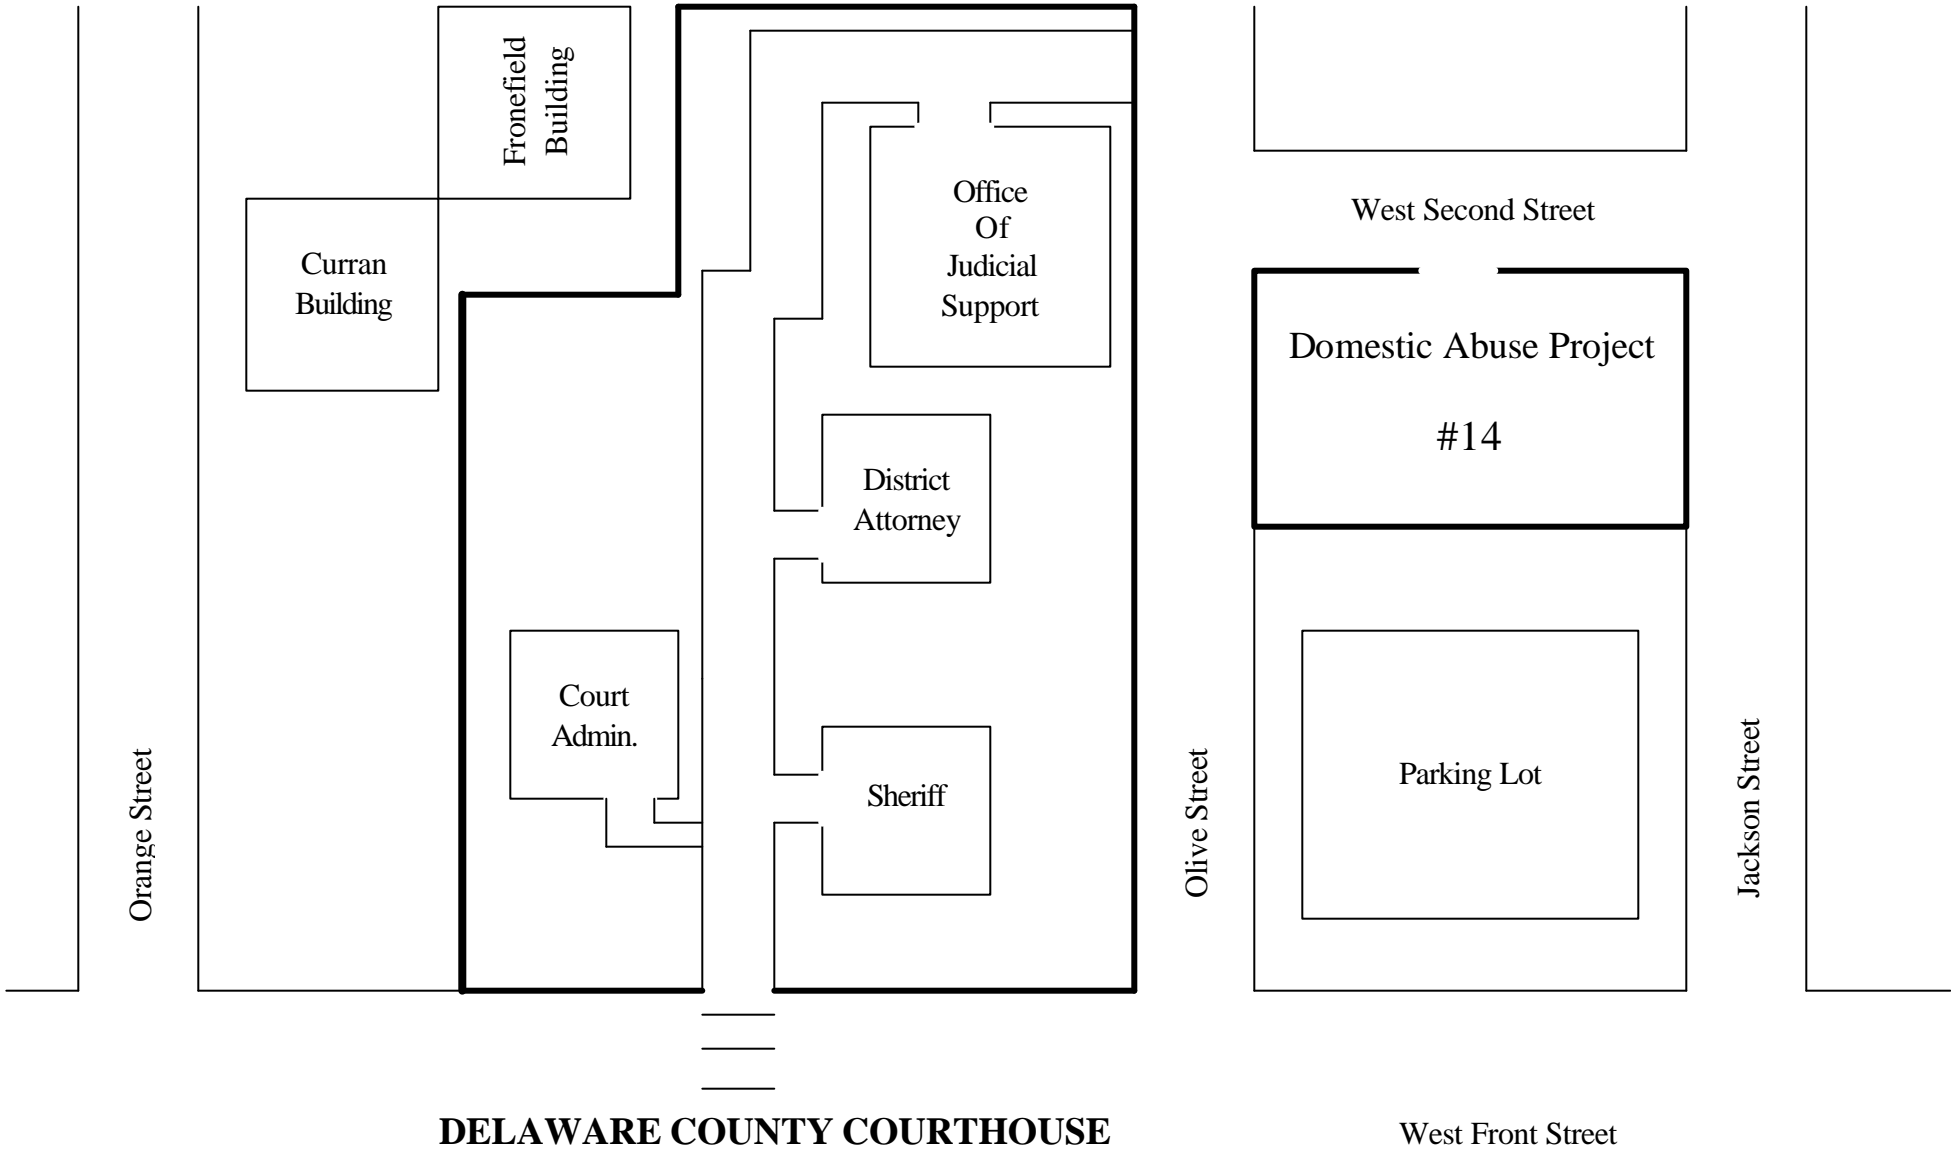 Fronefield
Building
Curran
Building
Office
Of
Judicial
Support
West Second Street
Domestic Abuse Project
#14
District
Attorney
Court
Admin.
Sheriff
Parking Lot
Orange Street
Olive Street
Jackson Street
DELAWARE COUNTY COURTHOUSE
West Front Street